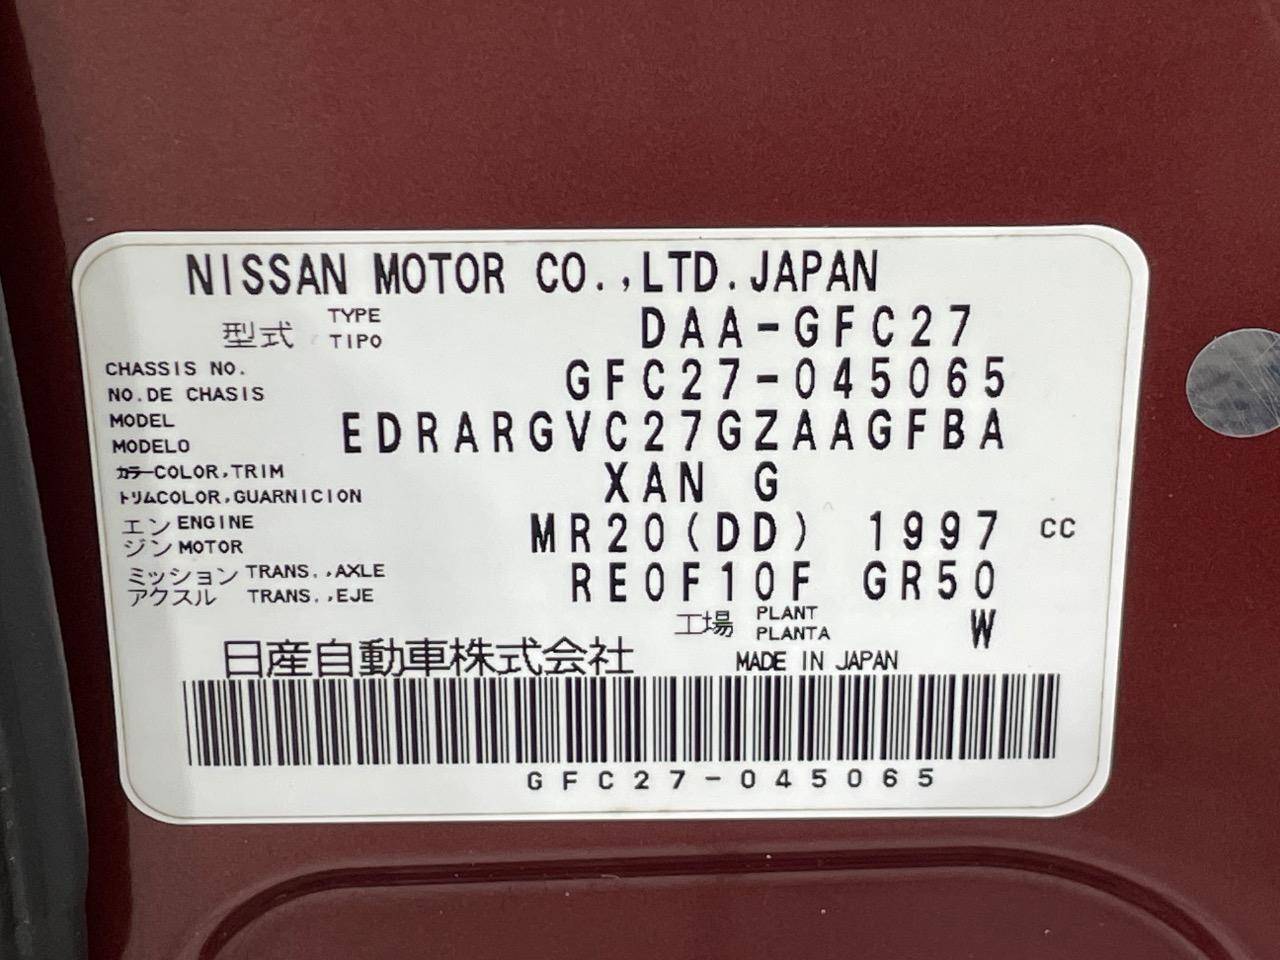 NISSAN MOTOR CO.,LTD.JAPAN
型式 TYPE TIPO DAA-GFC27
CHASSIS NO.
NO.DE CHASIS GFC27-045065
MODEL
MODELO EDRARGVC27GZAAGFBA
カラーCOLOR,TRIM
トリムCOLOR,GUARNICION XAN G
エンジン ENGINE MOTOR MR20(DD) 1997 CC
ミッション TRANS.,AXLE
アクスル TRANS.,EJE RE0F10F GR50
工場 PLANT PLANTA W
日産自動車株式会社 MADE IN JAPAN
GFC27-045065